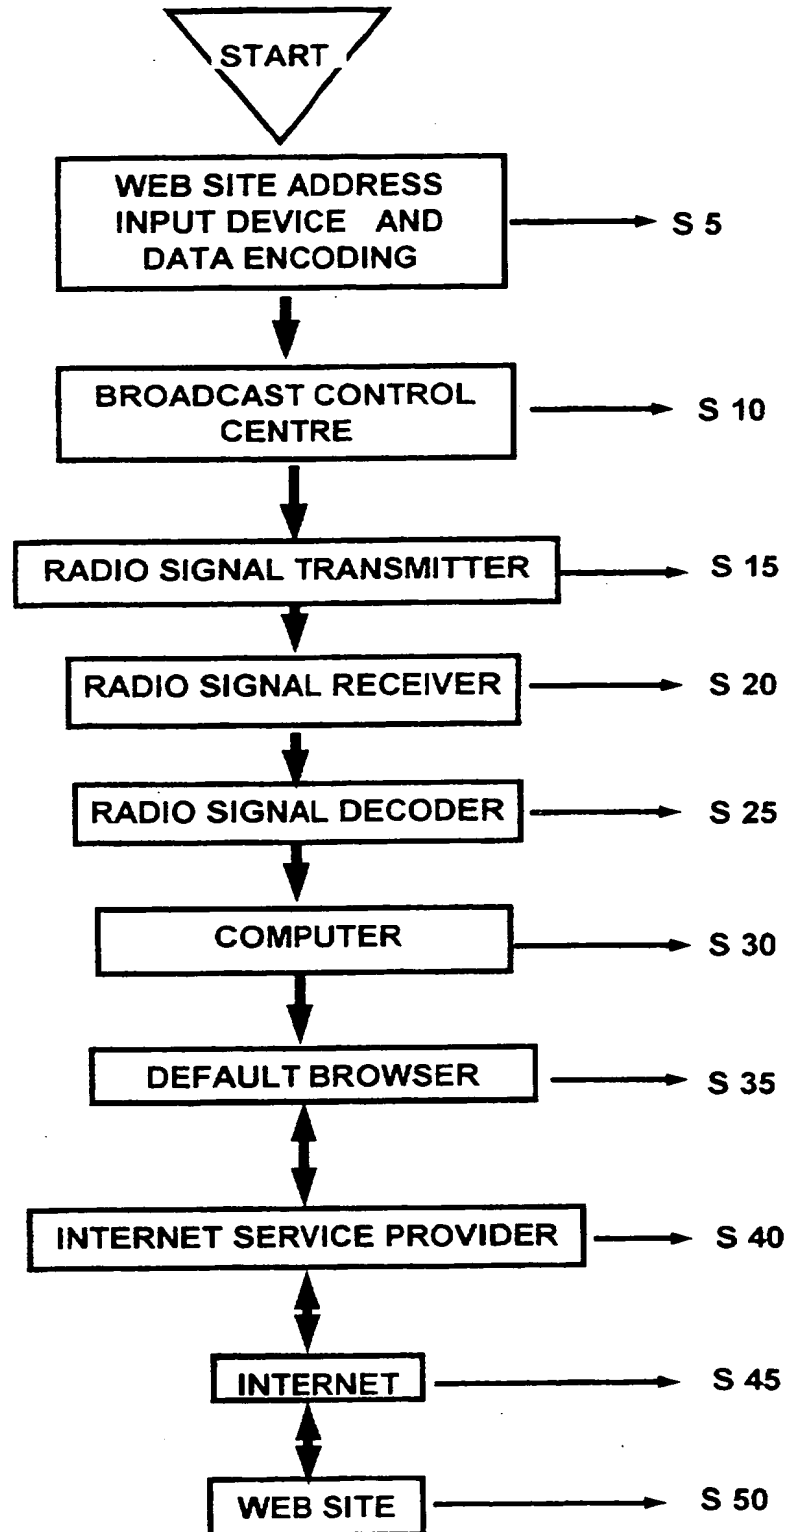 START
WEB SITE ADDRESS
INPUT DEVICE AND
DATA ENCODING
S 5
BROADCAST CONTROL
CENTRE
S 10
RADIO SIGNAL TRANSMITTER
S 15
RADIO SIGNAL RECEIVER
S 20
RADIO SIGNAL DECODER
S 25
COMPUTER
S 30
DEFAULT BROWSER
S 35
INTERNET SERVICE PROVIDER
S 40
INTERNET
S 45
WEB SITE
S 50